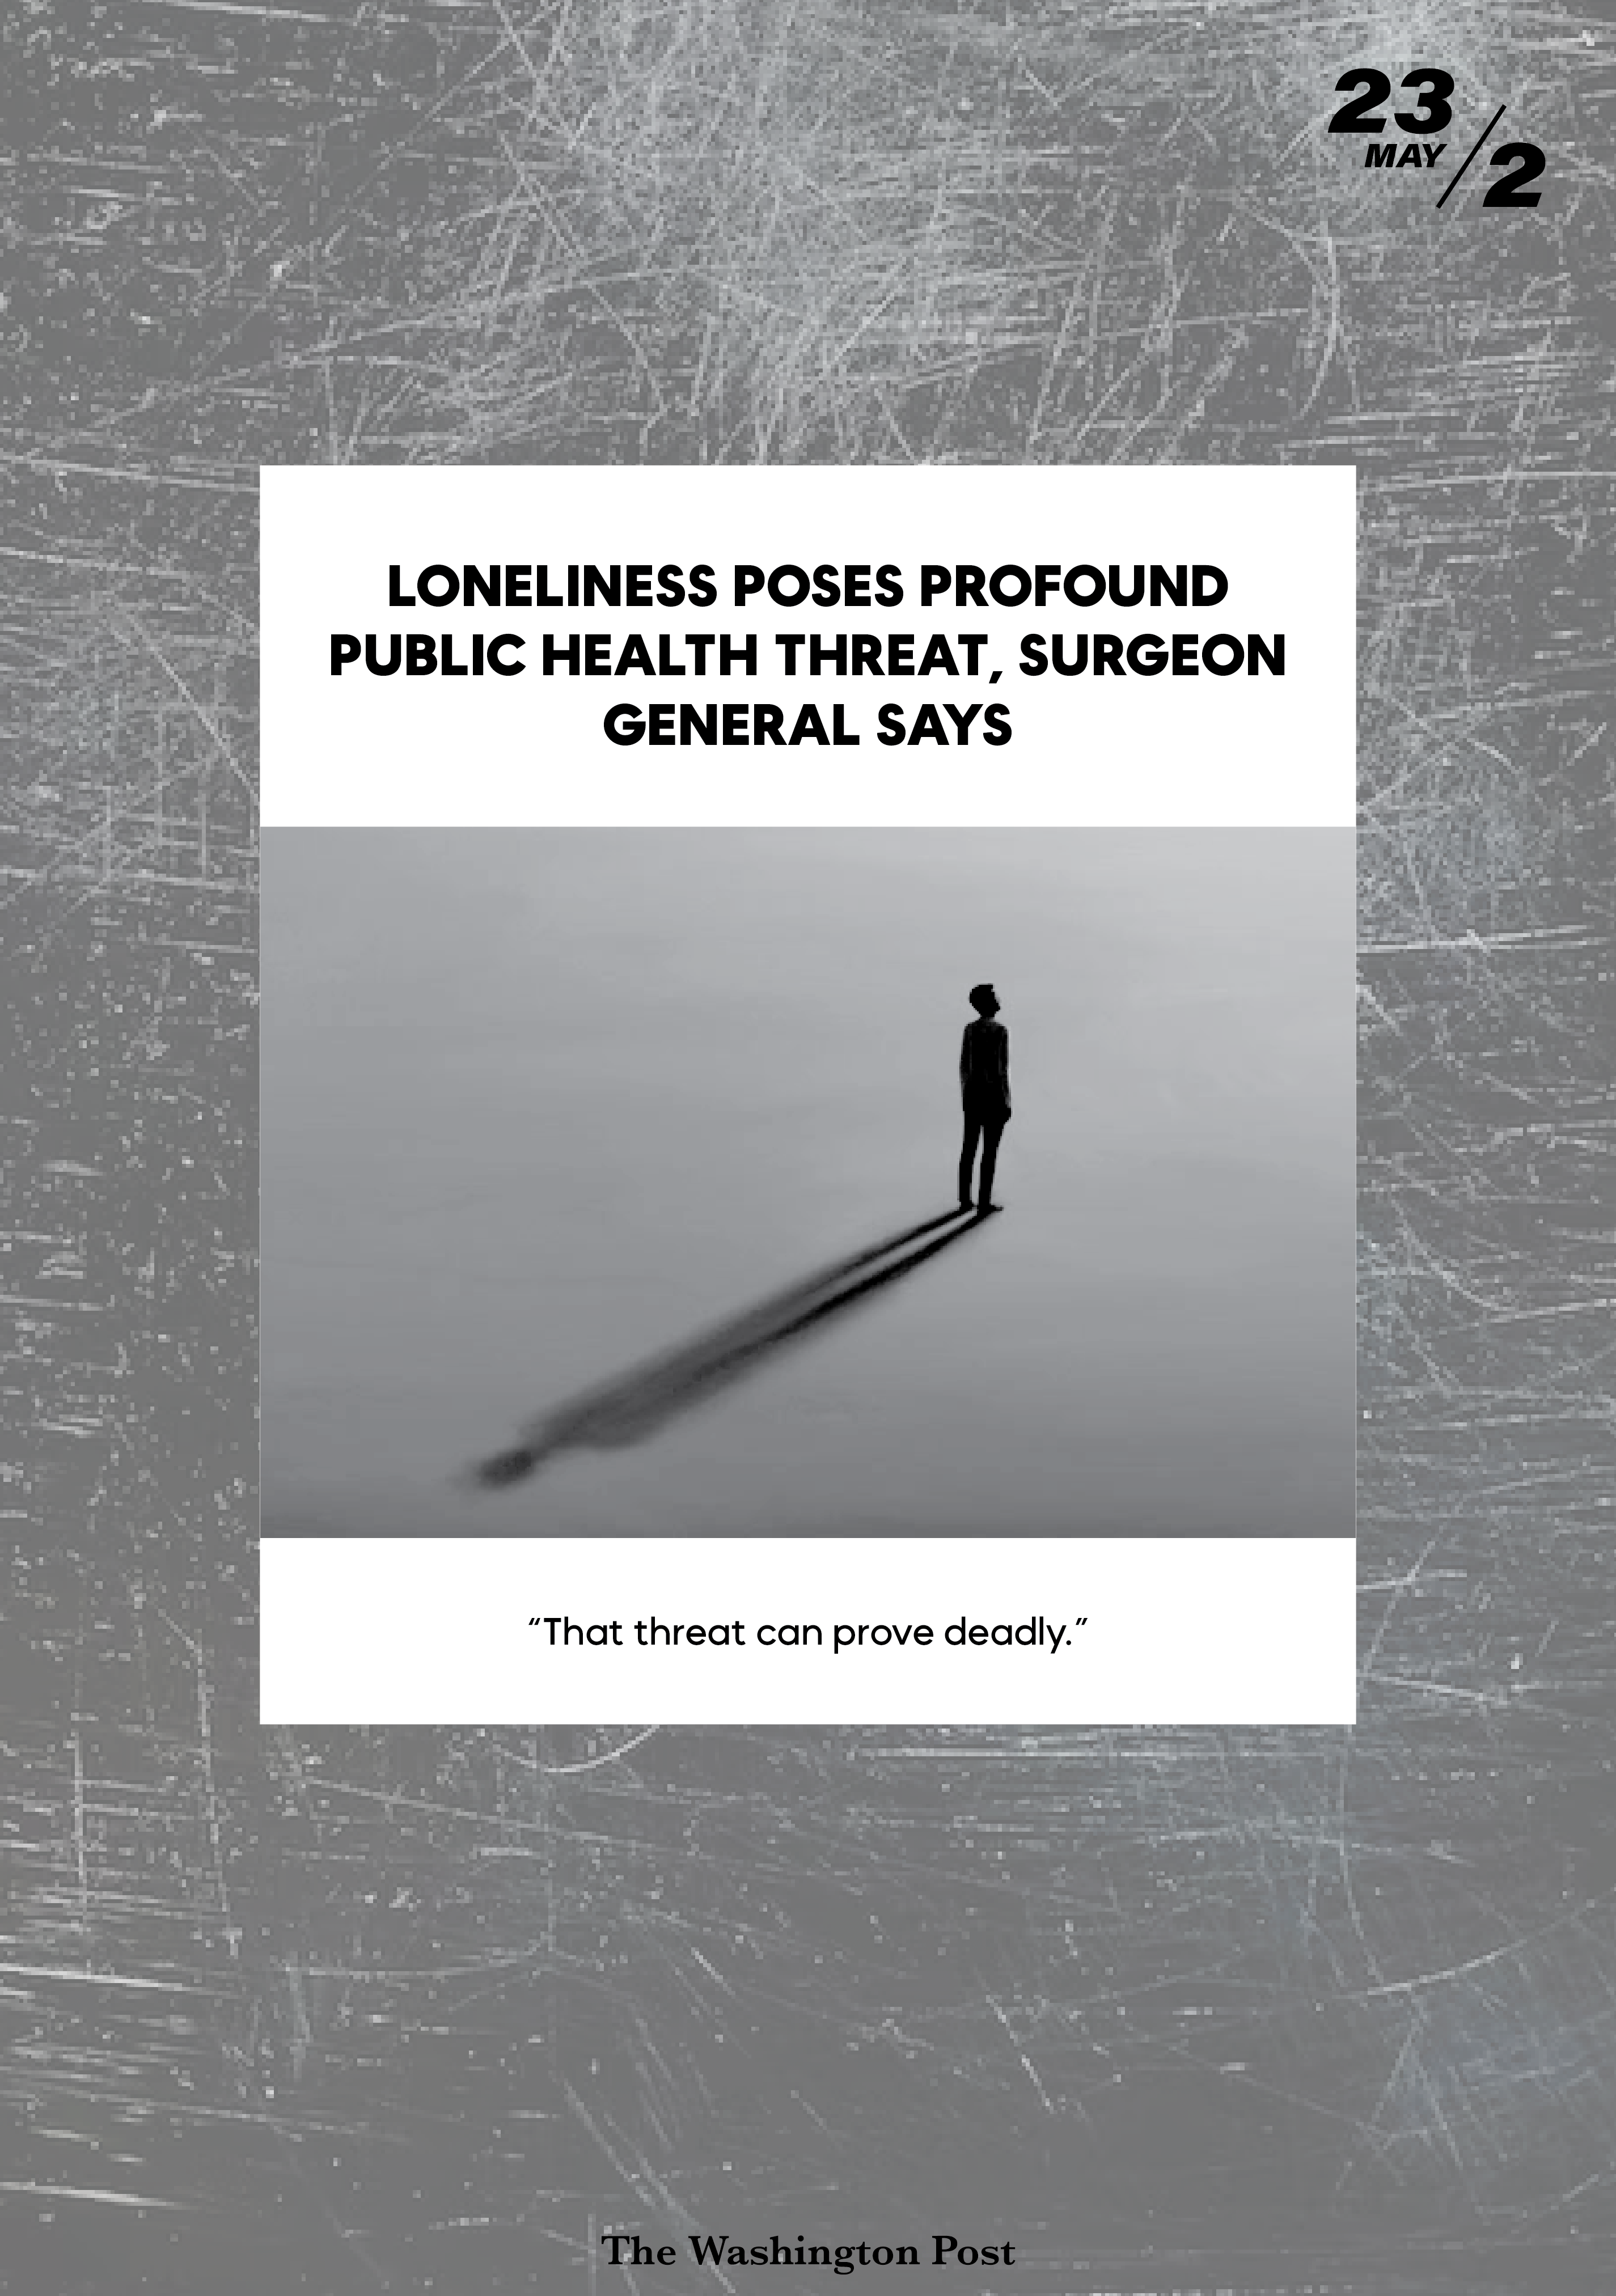 23
MAY / 2
LONELINESS POSES PROFOUND
PUBLIC HEALTH THREAT, SURGEON
GENERAL SAYS
“That threat can prove deadly.”
The Washington Post